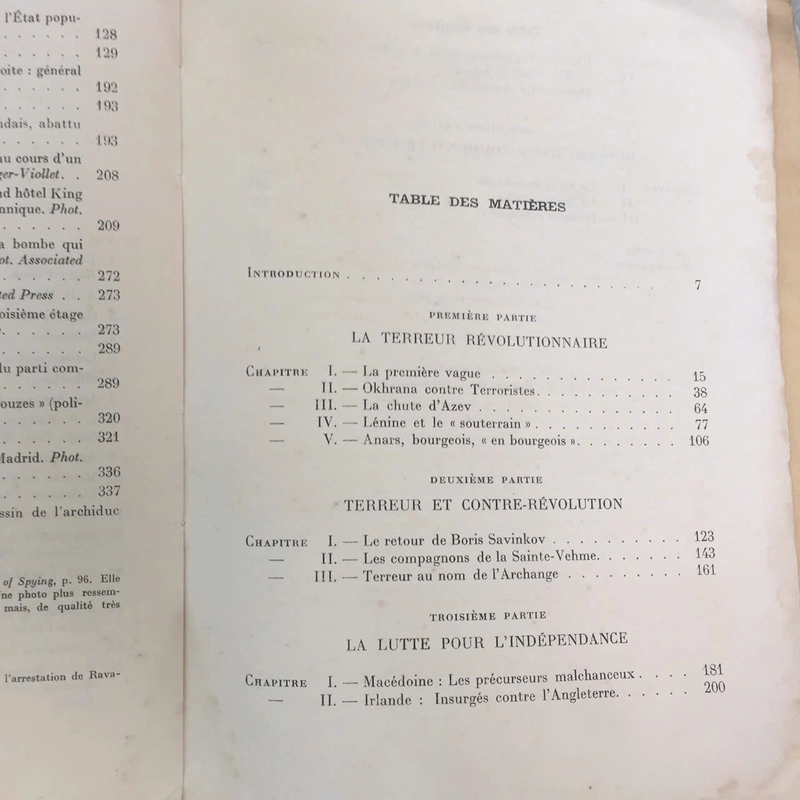 l'État popu-
. . . . . . 128
. . . . . . 129
oite : général
. . . . . . 192
. . . . . . 193
ndais, abattu
. . . . . . 193
au cours d'un
ger-Viollet. . 208
nd hôtel King
nnique. Phot.
. . . . . . 209
a bombe qui
ot. Associated
. . . . . . 272
ted Press . . 273
oisième étage
. . . . . . 273
. . . . . . 289
du parti com-
. . . . . . 289
ouzes » (poli-
. . . . . . 320
. . . . . . 321
Madrid. Phot.
. . . . . . 336
. . . . . . 337
ssin de l'archiduc
of Spying, p. 96. Elle
ne photo plus ressem-
mais, de qualité très
l'arrestation de Rava-
TABLE DES MATIÈRES
INTRODUCTION . . . . . . . . . . . . . . . . . . . . . . 7
PREMIÈRE PARTIE
LA TERREUR RÉVOLUTIONNAIRE
CHAPITRE I. — La première vague . . . . . . . . . . . . . 15
— II. — Okhrana contre Terroristes. . . . . . . . . . 38
— III. — La chute d'Azev . . . . . . . . . . . . . . 64
— IV. — Lénine et le « souterrain » . . . . . . . . . . 77
— V. — Anars, bourgeois, « en bourgeois ». . . . . . . 106
DEUXIÈME PARTIE
TERREUR ET CONTRE-RÉVOLUTION
CHAPITRE I. — Le retour de Boris Savinkov . . . . . . . . . . 123
— II. — Les compagnons de la Sainte-Vehme. . . . . . . 143
— III. — Terreur au nom de l'Archange . . . . . . . . . 161
TROISIÈME PARTIE
LA LUTTE POUR L'INDÉPENDANCE
CHAPITRE I. — Macédoine : Les précurseurs malchanceux . . . . 181
— II. — Irlande : Insurgés contre l'Angleterre. . . . . . 200